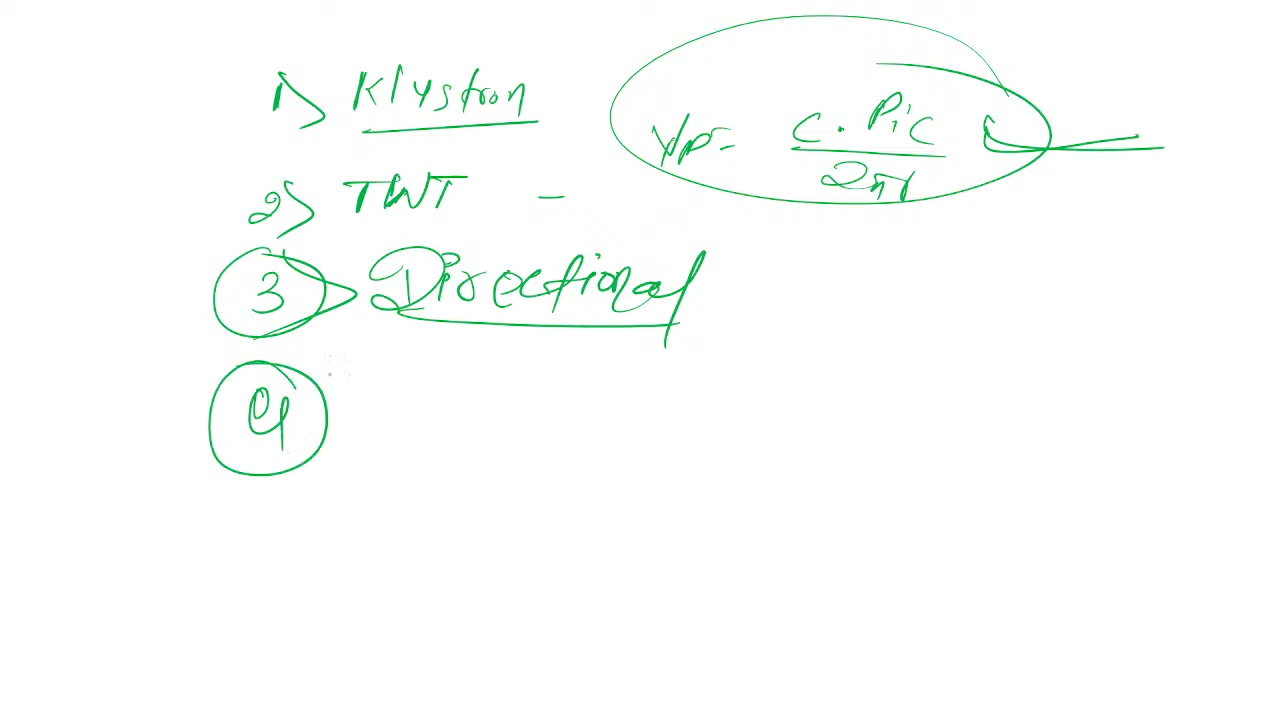 1> Klystron
Vp= C. Pic / 2π
2> TWT -
3> Directional
4